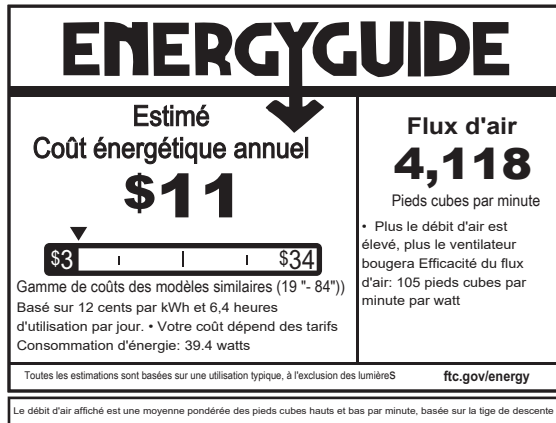 ENERGYGUIDE
Estimé
Coût énergétique annuel
$11
$3
$34
Gamme de coûts des modèles similaires (19 "- 84"))
Basé sur 12 cents par kWh et 6,4 heures
d'utilisation par jour. • Votre coût dépend des tarifs
Consommation d'énergie: 39.4 watts
Flux d'air
4,118
Pieds cubes par minute
• Plus le débit d'air est
élevé, plus le ventilateur
bougera Efficacité du flux
d'air: 105 pieds cubes par
minute par watt
Toutes les estimations sont basées sur une utilisation typique, à l'exclusion des lumièreS
ftc.gov/energy
Le débit d'air affiché est une moyenne pondérée des pieds cubes hauts et bas par minute, basée sur la tige de descente